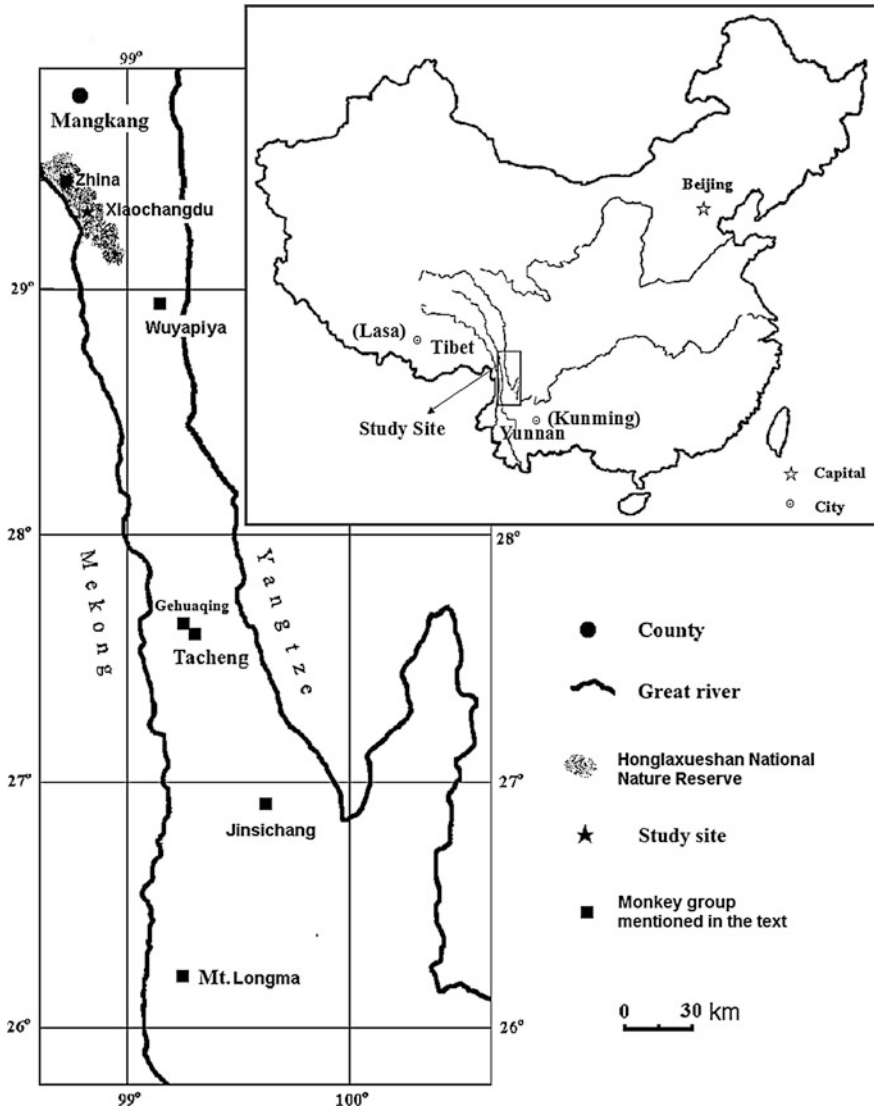 99°
Mangkang
Zhina
Xiaochangdu
29°
Wuyapiya
28°
28°
Mekong
Yangtze
Gehuaqing
Tacheng
27°
27°
Jinsichang
Mt. Longma
26°
26°
99°
100°
Beijing
(Lasa)
Tibet
Study Site
(Kunming)
Yunnan
Capital
City
County
Great river
Honglaxueshan National
Nature Reserve
Study site
Monkey group
mentioned in the text
0 30 km